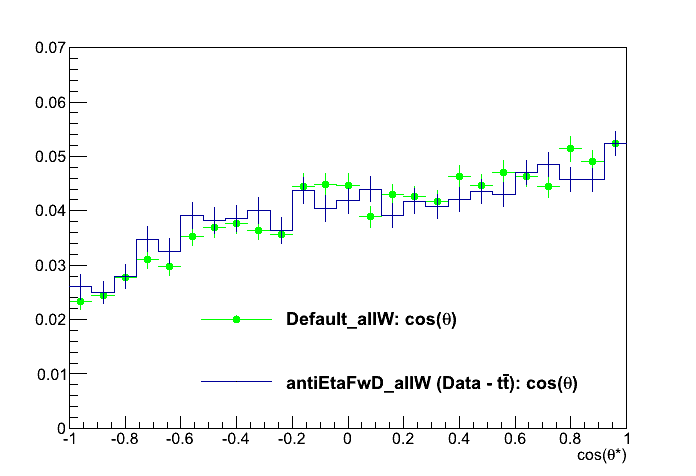 0.07
0.06
0.05
0.04
0.03
0.02
0.01
0
Default_allW: cos(θ)
antiEtaFwD_allW (Data - tt̄): cos(θ)
-1 -0.8 -0.6 -0.4 -0.2 0 0.2 0.4 0.6 0.8 1
cos(θ*)